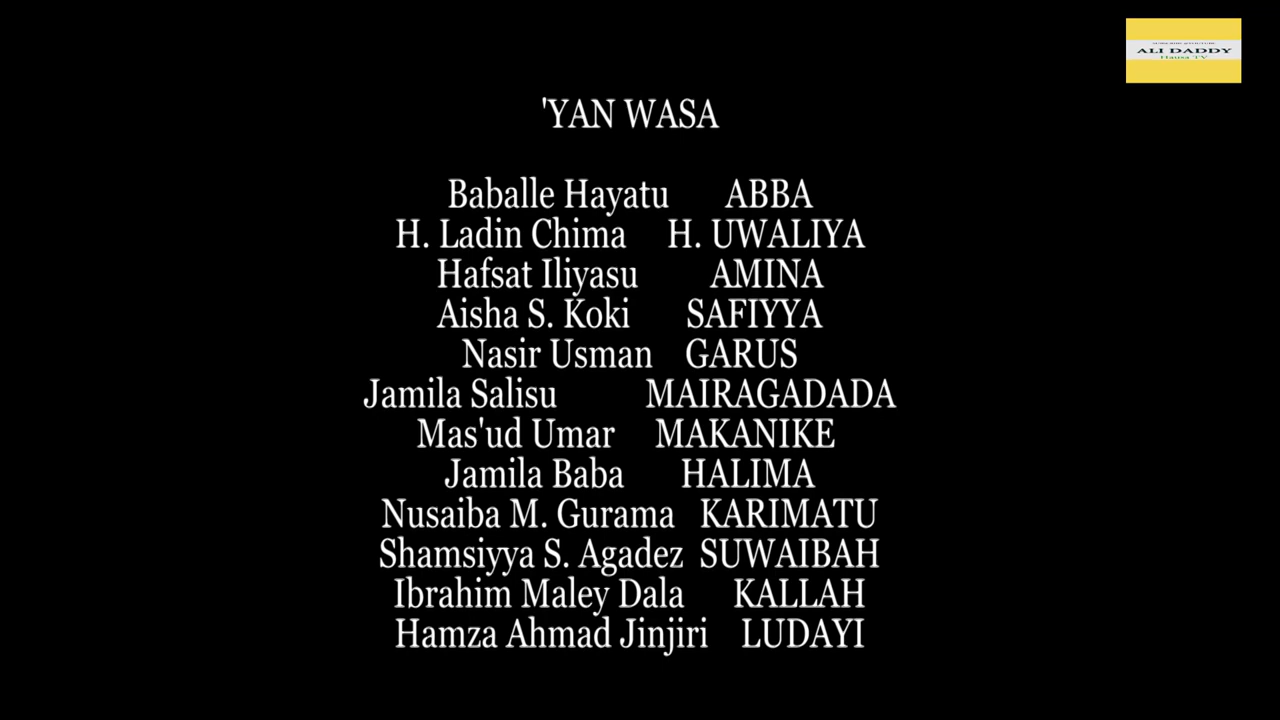 ALI DADDY
Hausa TV
'YAN WASA
Baballe Hayatu ABBA
H. Ladin Chima H. UWALIYA
Hafsat Iliyasu AMINA
Aisha S. Koki SAFIYYA
Nasir Usman GARUS
Jamila Salisu MAIRAGADADA
Mas'ud Umar MAKANIKE
Jamila Baba HALIMA
Nusaiba M. Gurama KARIMATU
Shamsiyya S. Agadez SUWAIBAH
Ibrahim Maley Dala KALLAH
Hamza Ahmad Jinjiri LUDAYI